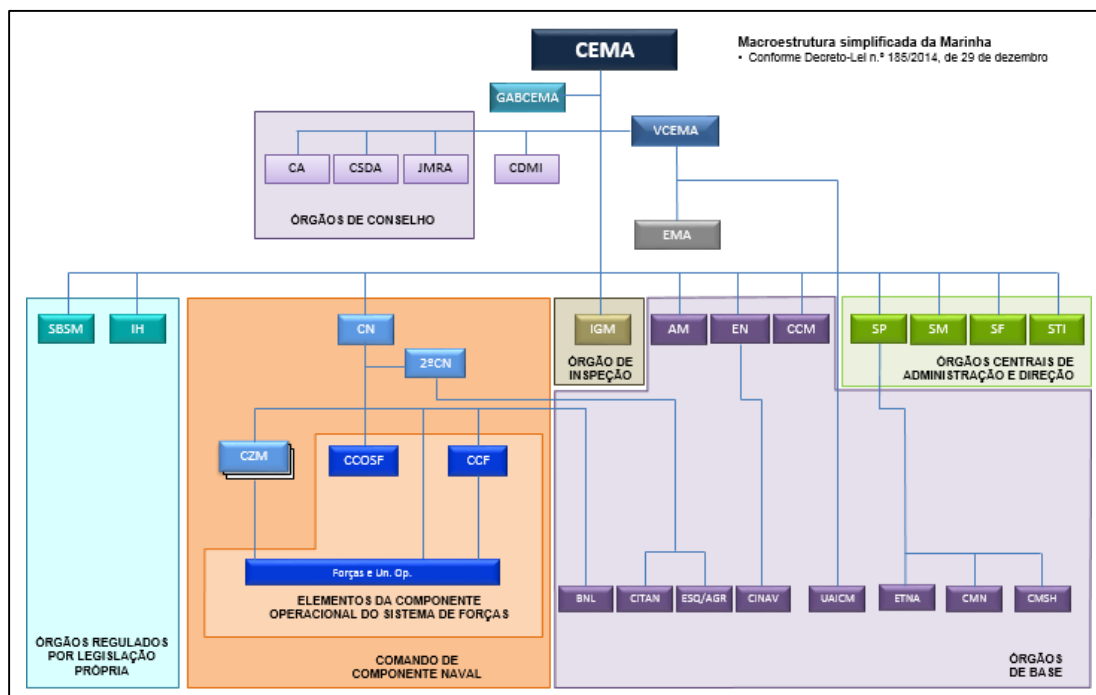 CEMA
Macroestrutura simplificada da Marinha
• Conforme Decreto-Lei n.º 185/2014, de 29 de dezembro
GABCEMA
VCEMA
CA
CSDA
JMRA
CDMI
ÓRGÃOS DE CONSELHO
EMA
SBSM
IH
CN
IGM
AM
EN
CCM
SP
SM
SF
STI
ÓRGÃO DE
INSPEÇÃO
ÓRGÃOS CENTRAIS DE
ADMINISTRAÇÃO E DIREÇÃO
2ºCN
CZM
CCOSF
CCF
Forças e Un. Op.
BNL
CITAN
ESQ/AGR
CINAV
UAICM
ETNA
CMN
CMSH
ELEMENTOS DA COMPONENTE
OPERACIONAL DO SISTEMA DE FORÇAS
ÓRGÃOS REGULADOS
POR LEGISLAÇÃO
PRÓPRIA
COMANDO DE
COMPONENTE NAVAL
ÓRGÃOS
DE BASE